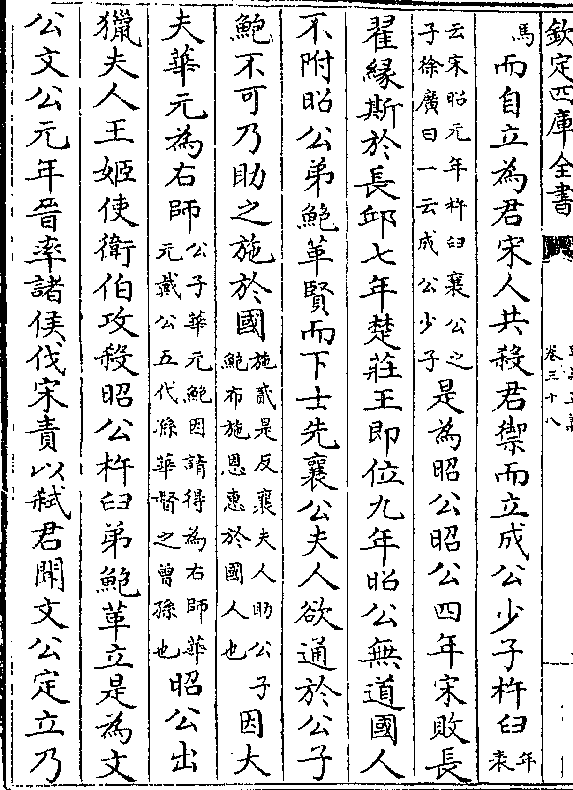 欽定四庫全書
卷三十八
馬而自立為君宋人共殺君禦而立成公少子杵臼年表
云宋昭元年杵臼襄公之
子徐廣曰一云成公少子
是為昭公昭公四年宋敗長
翟緣斯於長邱七年楚莊王即位九年昭公無道國人
不附昭公弟鮑革賢而下士先襄公夫人欲通於公子
鮑不可乃助之施於國
施貳是反襄夫人助公子
鮑布施恩惠於國人也
因大
夫華元為右師
公子華元鮑因請得為右師華
元戴公五代孫華督之曾孫也
昭公出
獵夫人王姬使衛伯攻殺昭公杵臼弟鮑革立是為文
公文公元年晉率諸侯伐宋責以弒君聞文公定立乃